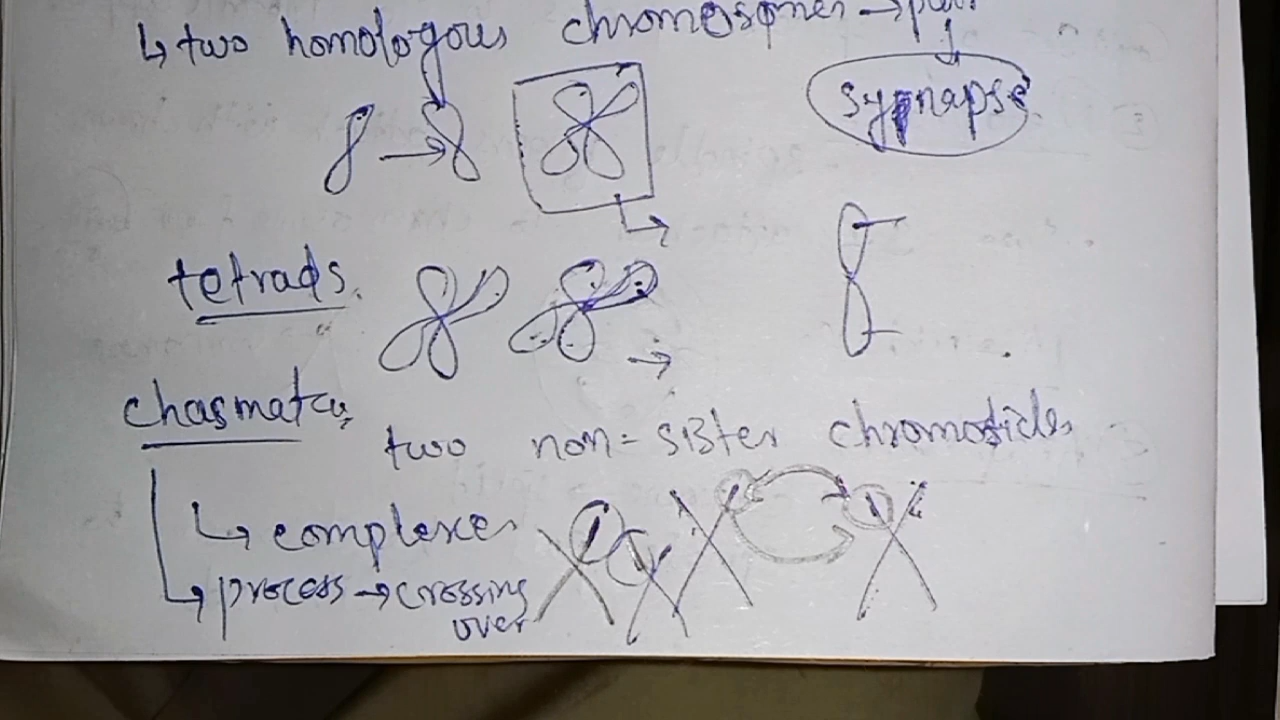 ↳ two homologous chromosomes → pair
synapse
tetrads.
chasmata,
two non-sister chromatids
↳ complexes
↳ process → crossing
over